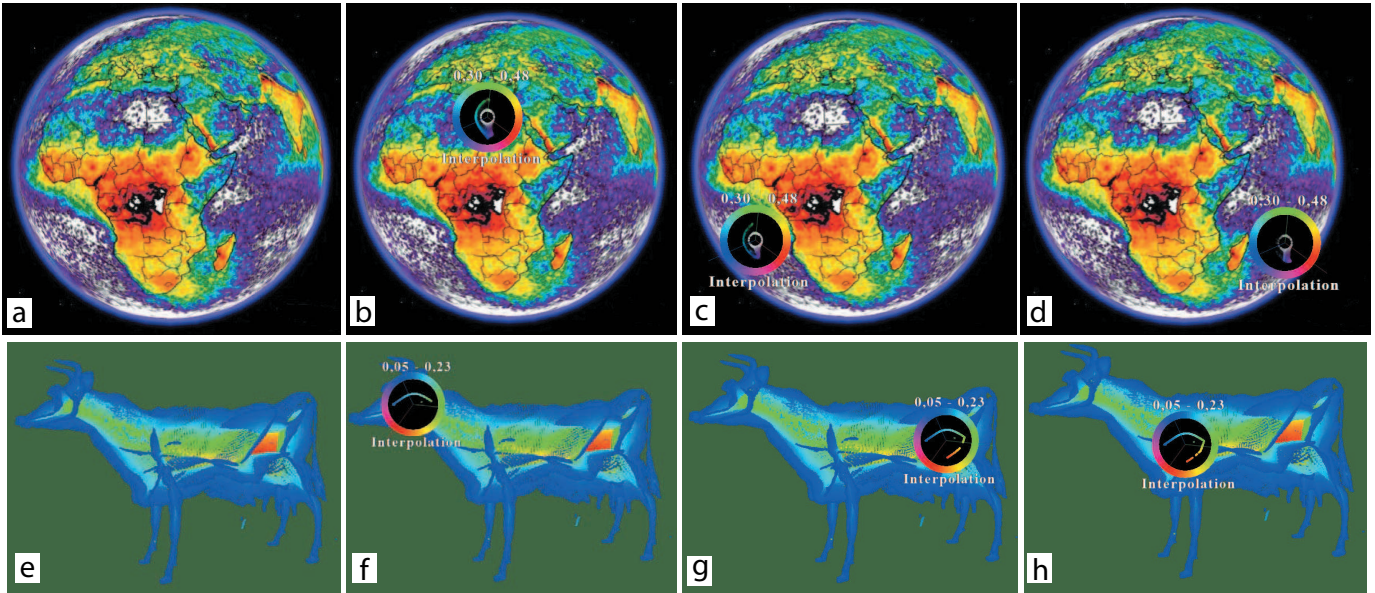 0,30 - 0,48
Interpolation
0,30 - 0,48
Interpolation
0,30 - 0,48
Interpolation
a
b
c
d
0,05 - 0,23
Interpolation
0,05 - 0,23
Interpolation
0,05 - 0,23
Interpolation
e
f
g
h